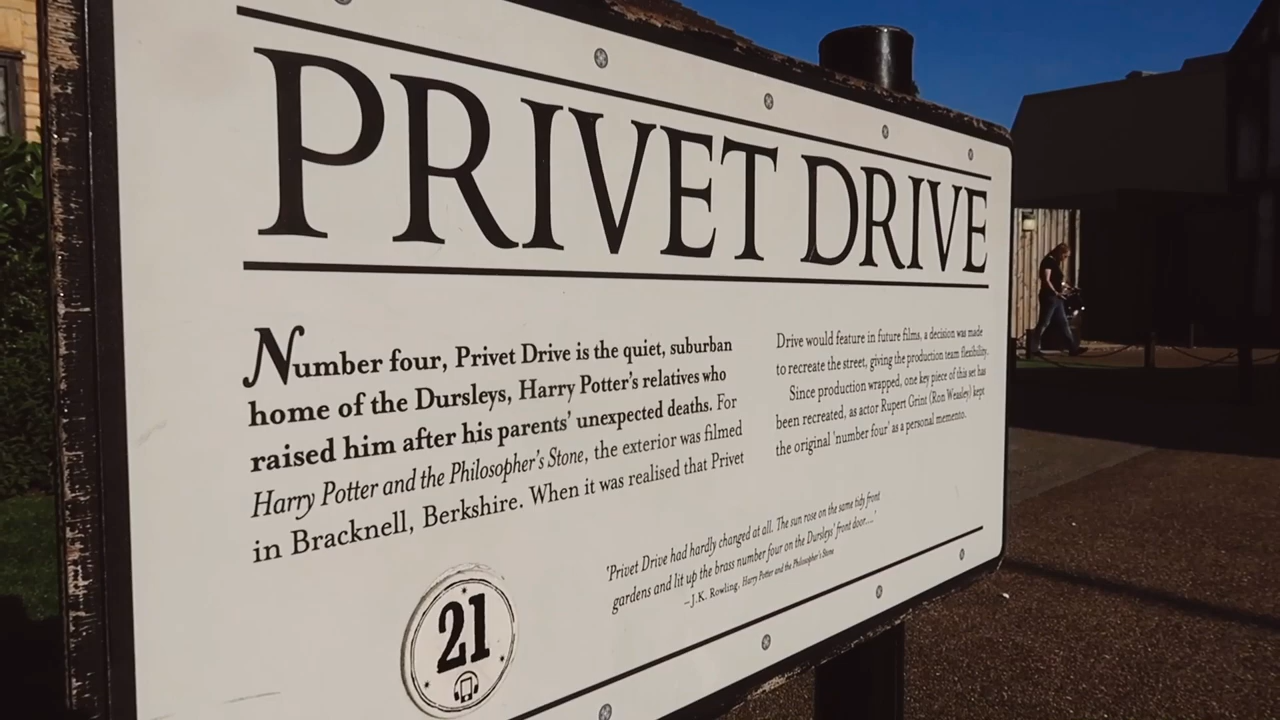 PRIVET DRIVE
Number four, Privet Drive is the quiet, suburban
home of the Dursleys, Harry Potter's relatives who
raised him after his parents' unexpected deaths. For
Harry Potter and the Philosopher's Stone, the exterior was filmed
in Bracknell, Berkshire. When it was realised that Privet
Drive would feature in future films, a decision was made
to recreate the street, giving the production team flexibility.
Since production wrapped, one key piece of this set has
been recreated, as actor Rupert Grint (Ron Weasley) kept
the original 'number four' as a personal memento.
'Privet Drive had hardly changed at all. The sun rose on the same tidy front
gardens and lit up the brass number four on the Dursleys' front door....'
–J.K. Rowling, Harry Potter and the Philosopher's Stone
21